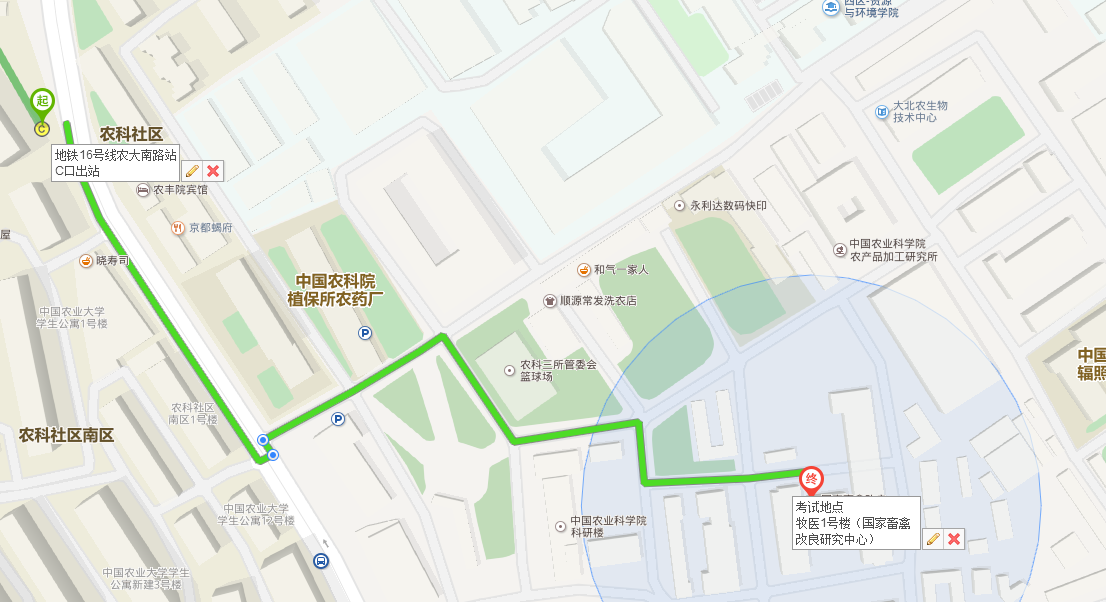 西区-资源
与环境学院
起
C
农科社区
大北农生物
技术中心
地铁16号线农大南路站
C口出站
农丰院宾馆
永利达数码快印
京都蝎府
屋
晓寿司
中国农业科学院
农产品加工研究所
和气一家人
中国农科院
植保所农药厂
顺源常发洗衣店
中国农业大学
学生公寓1号楼
P
农科三所管委会
篮球场
中国
辐照
农科社区
南区1号楼
P
农科社区南区
终
考试地点
牧医1号楼（国家畜禽
改良研究中心）
中国农业大学
学生公寓12号楼
中国农业科学院
科研楼
中国农业大学学生
公寓新建3号楼